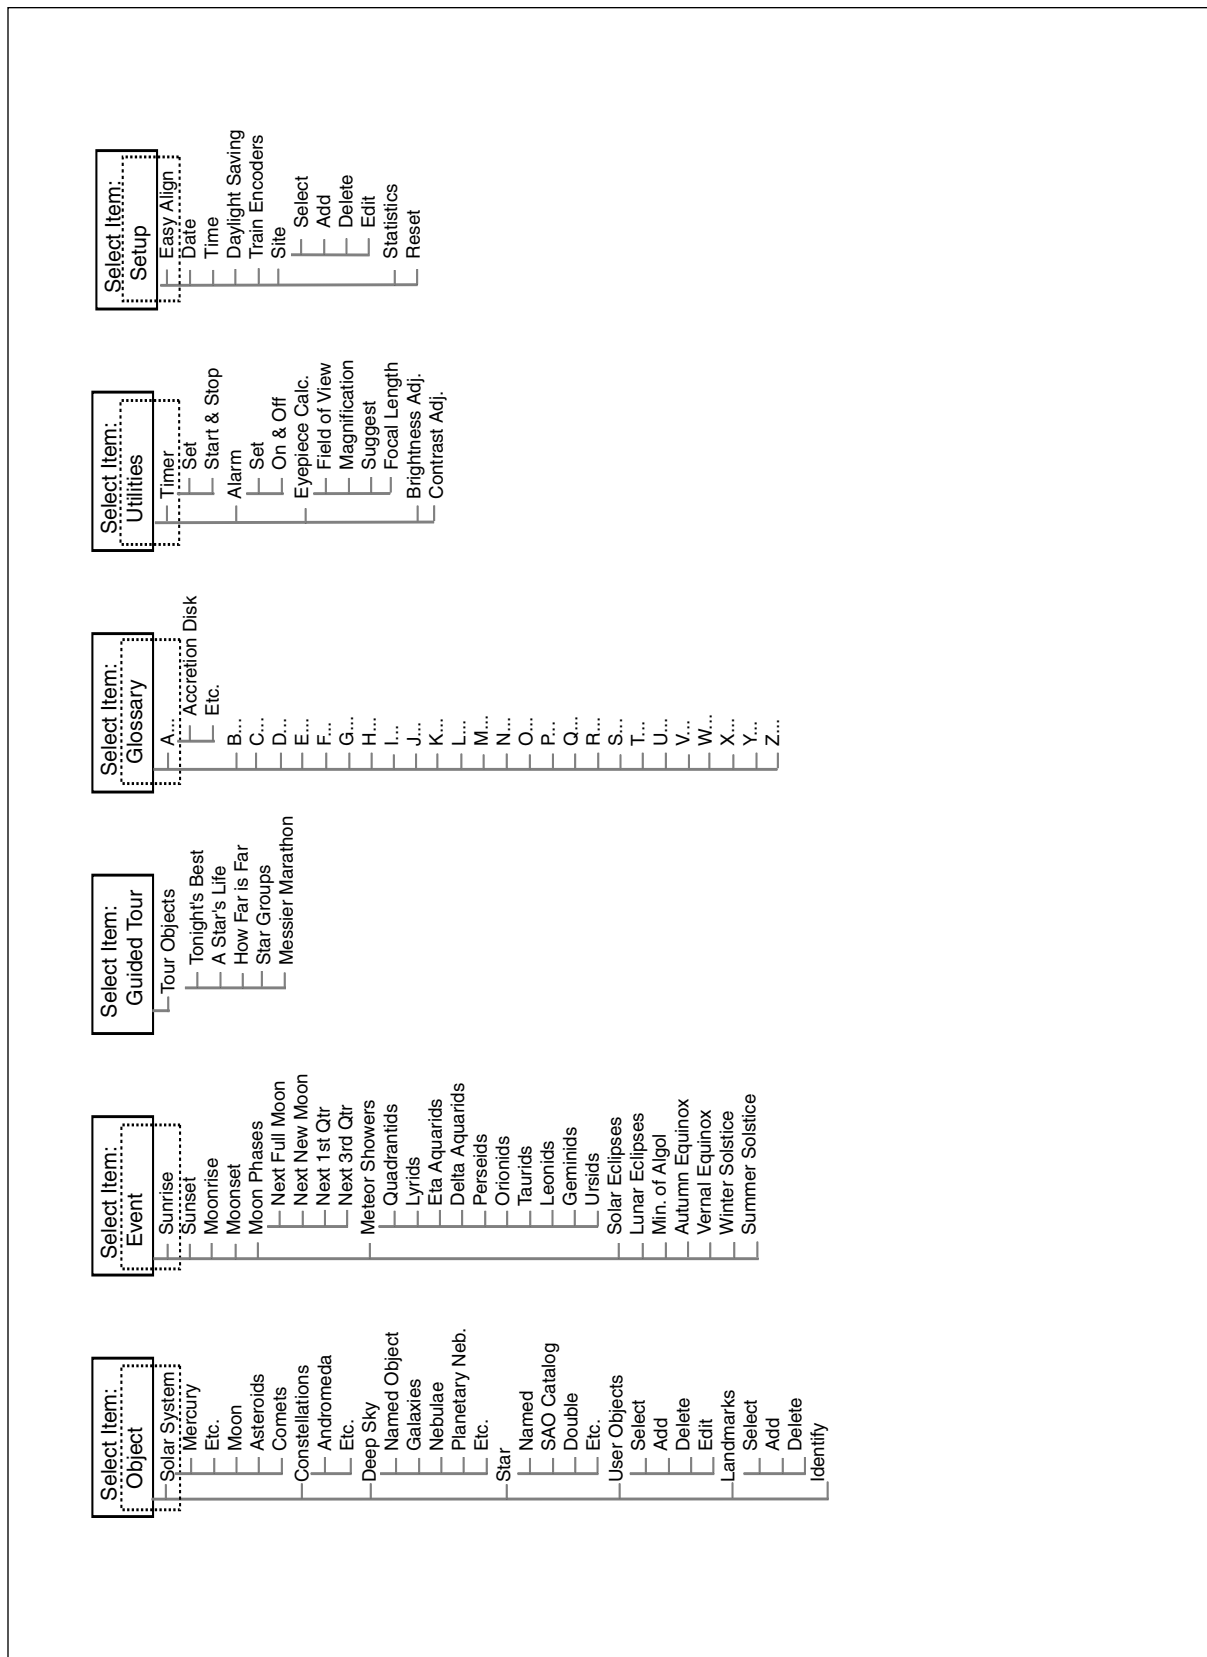 Select Item:
Object
Solar System
Mercury
Etc.
Moon
Asteroids
Comets
Constellations
Andromeda
Etc.
Deep Sky
Named Object
Galaxies
Nebulae
Planetary Neb.
Etc.
Star
Named
SAO Catalog
Double
Etc.
User Objects
Select
Add
Delete
Edit
Landmarks
Select
Add
Delete
Identify
Select Item:
Event
Sunrise
Sunset
Moonrise
Moonset
Moon Phases
Next Full Moon
Next New Moon
Next 1st Qtr
Next 3rd Qtr
Meteor Showers
Quadrantids
Lyrids
Eta Aquarids
Delta Aquarids
Perseids
Orionids
Taurids
Leonids
Geminids
Ursids
Solar Eclipses
Lunar Eclipses
Min. of Algol
Autumn Equinox
Vernal Equinox
Winter Solstice
Summer Solstice
Select Item:
Guided Tour
Tour Objects
Tonight's Best
A Star's Life
How Far is Far
Star Groups
Messier Marathon
Select Item:
Glossary
A...
Accretion Disk
Etc.
B...
C...
D...
E...
F...
G...
H...
I...
J...
K...
L...
M...
N...
O...
P...
Q...
R...
S...
T...
U...
V...
W...
X...
Y...
Z...
Select Item:
Utilities
Timer
Set
Start & Stop
Alarm
Set
On & Off
Eyepiece Calc.
Field of View
Magnification
Suggest
Focal Length
Brightness Adj.
Contrast Adj.
Select Item:
Setup
Easy Align
Date
Time
Daylight Saving
Train Encoders
Site
Select
Add
Delete
Edit
Statistics
Reset